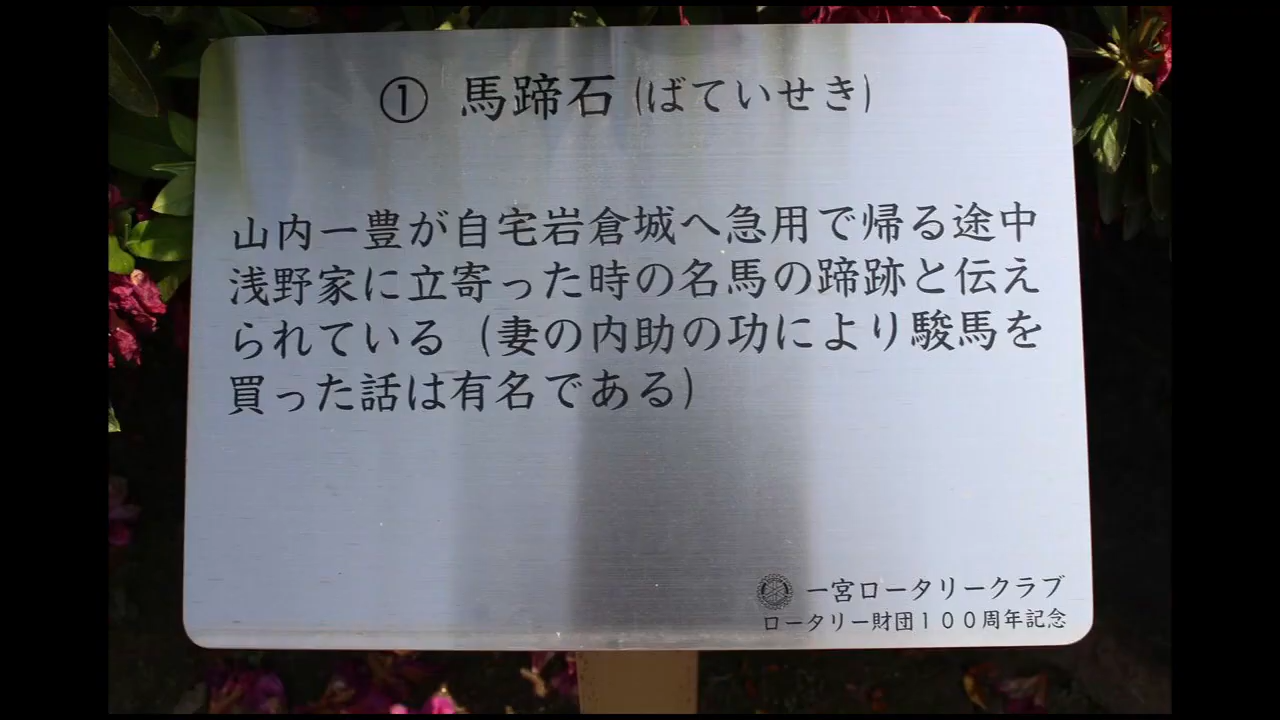 ① 馬蹄石 (ばていせき)
山内一豊が自宅岩倉城へ急用で帰る途中
浅野家に立寄った時の名馬の蹄跡と伝え
られている（妻の内助の功により駿馬を
買った話は有名である）
一宮ロータリークラブ
ロータリー財団１００周年記念